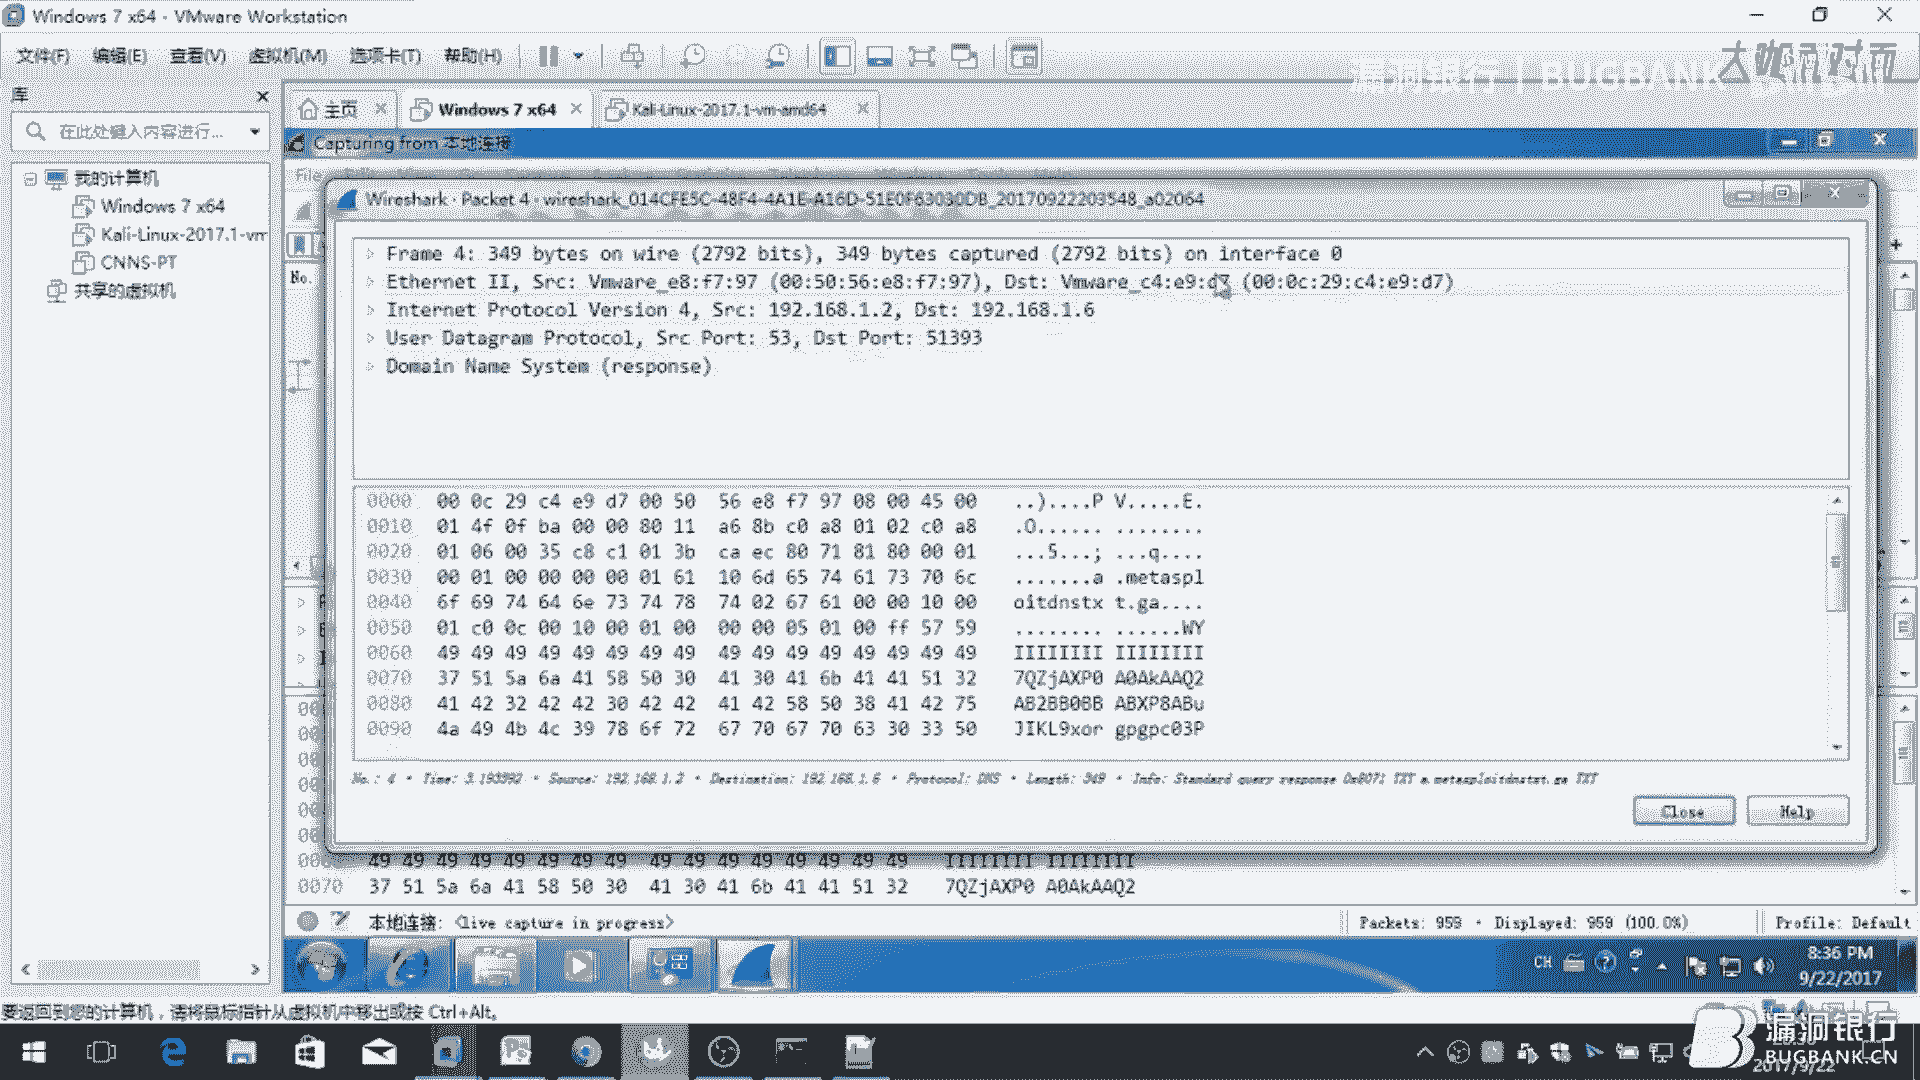 Windows 7 x64 - VMware Workstation
文件(F) 编辑(E) 查看(V) 虚拟机(M) 选项卡(T) 帮助(H)
漏洞银行 | BUGBANK 大咖面对面
库
主页 Windows 7 x64 Kali-Linux-2017.1-vm-amd64
在此处键入内容进行...
Capturing from 本地连接
我的计算机
Windows 7 x64
Kali-Linux-2017.1-vm
CNNS-PT
共享的虚拟机
File
No.
Wireshark · Packet 4 · wireshark_014CFE5C-48F4-4A1E-A16D-51E0F63030DB_20170922203548_a02064
Frame 4: 349 bytes on wire (2792 bits), 349 bytes captured (2792 bits) on interface 0
Ethernet II, Src: Vmware_e8:f7:97 (00:50:56:e8:f7:97), Dst: Vmware_c4:e9:d7 (00:0c:29:c4:e9:d7)
Internet Protocol Version 4, Src: 192.168.1.2, Dst: 192.168.1.6
User Datagram Protocol, Src Port: 53, Dst Port: 51393
Domain Name System (response)
0000 00 0c 29 c4 e9 d7 00 50 56 e8 f7 97 08 00 45 00 ..)....P V.....E.
0010 01 4f 0f ba 00 00 80 11 a6 8b c0 a8 01 02 c0 a8 .O...... ........
0020 01 06 00 35 c8 c1 01 3b ca ec 80 71 81 80 00 01 ...5...; ...q....
0030 00 01 00 00 00 00 01 61 10 6d 65 74 61 73 70 6c .......a .metaspl
0040 6f 69 74 64 6e 73 74 78 74 02 67 61 00 00 10 00 oitdnstx t.ga....
0050 01 c0 0c 00 10 00 01 00 00 00 05 01 00 ff 57 59 ........ ......WY
0060 49 49 49 49 49 49 49 49 49 49 49 49 49 49 49 49 IIIIIIII IIIIIIII
0070 37 51 5a 6a 41 58 50 30 41 30 41 6b 41 41 51 32 7QZjAXP0 A0AkAAQ2
0080 41 42 32 42 42 30 42 42 41 42 58 50 38 41 42 75 AB2BB0BB ABXP8ABu
0090 4a 49 4b 4c 39 78 6f 72 67 70 67 70 63 30 33 50 JIKL9xor gpgpc03P
No.: 4 · Time: 3.193392 · Source: 192.168.1.2 · Destination: 192.168.1.6 · Protocol: DNS · Length: 349 · Info: Standard query response 0x8071 TXT a.metasploitdnstxt.ga TXT
Close Help
49 49 49 49 49 49 49 49 49 49 49 49 49 49 49 49 IIIIIIII IIIIIIII
0070 37 51 5a 6a 41 58 50 30 41 30 41 6b 41 41 51 32 7QZjAXP0 A0AkAAQ2
本地连接: <live capture in progress> Packets: 959 · Displayed: 959 (100.0%) Profile: Default
CH 8:36 PM
9/22/2017
要返回到您的计算机，请将鼠标指针从虚拟机中移出或按 Ctrl+Alt。
漏洞银行
BUGBANK.CN
2017/9/22